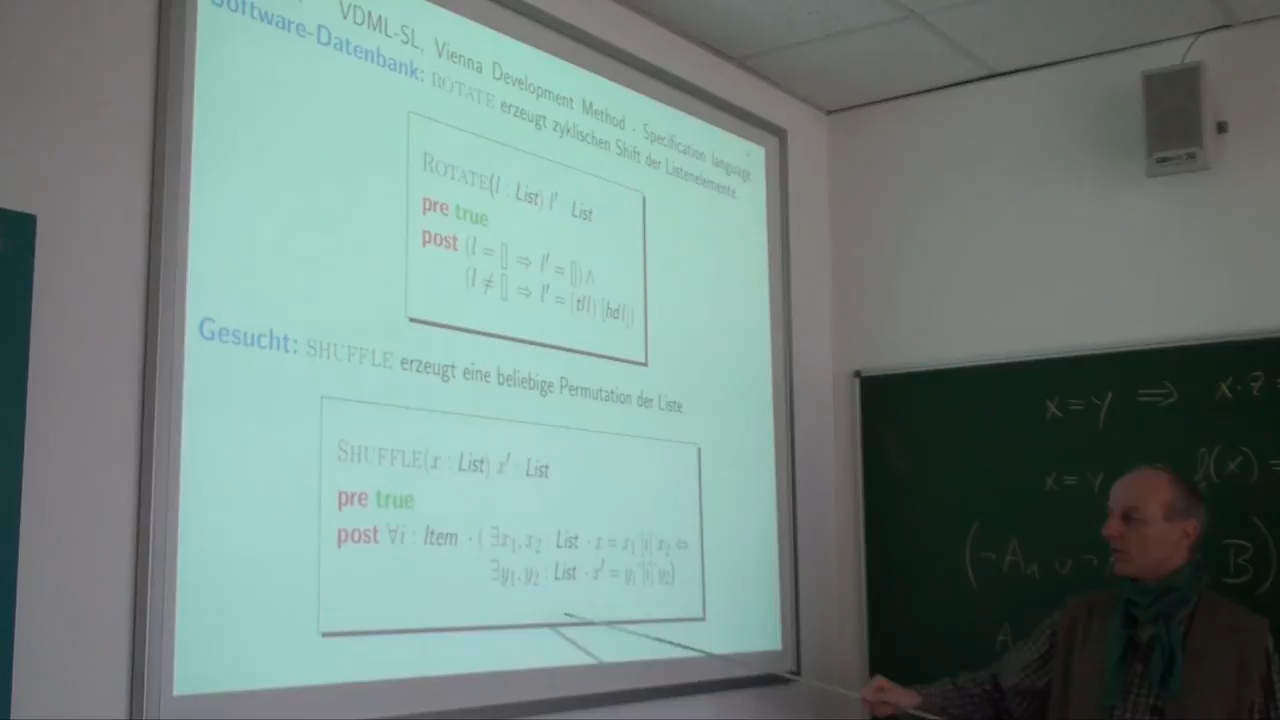 VDML-SL, Vienna Development Method - Specification language
Software-Datenbank: ROTATE erzeugt zyklischen Shift der Listenelemente.
ROTATE(l : List) l' : List
pre true
post (l = [] ⇒ l' = []) ∧
(l ≠ [] ⇒ l' = (tl l)^[hd l])
Gesucht: SHUFFLE erzeugt eine beliebige Permutation der Liste
SHUFFLE(x : List) x' : List
pre true
post ∀i : Item · ( ∃x₁, x₂ : List · x = x₁^[i]^x₂ ⇔
∃y₁, y₂ : List · x' = y₁^[i]^y₂)
x = y ⇒ x · z
x = y f(x) =
(¬A₁ ∨ ¬ B)